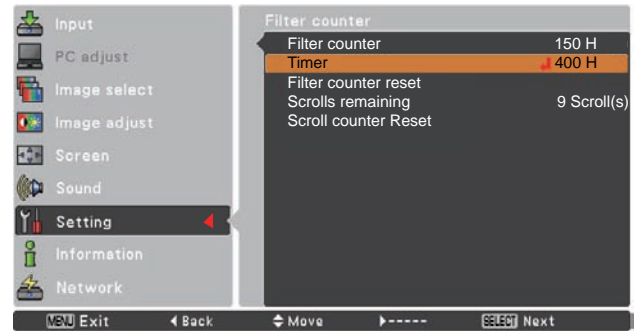 Input
PC adjust
Image select
Image adjust
Screen
Sound
Setting
Information
Network
Filter counter
Filter counter 150 H
Timer 400 H
Filter counter reset
Scrolls remaining 9 Scroll(s)
Scroll counter Reset
MENU Exit Back Move ----- SELECT Next